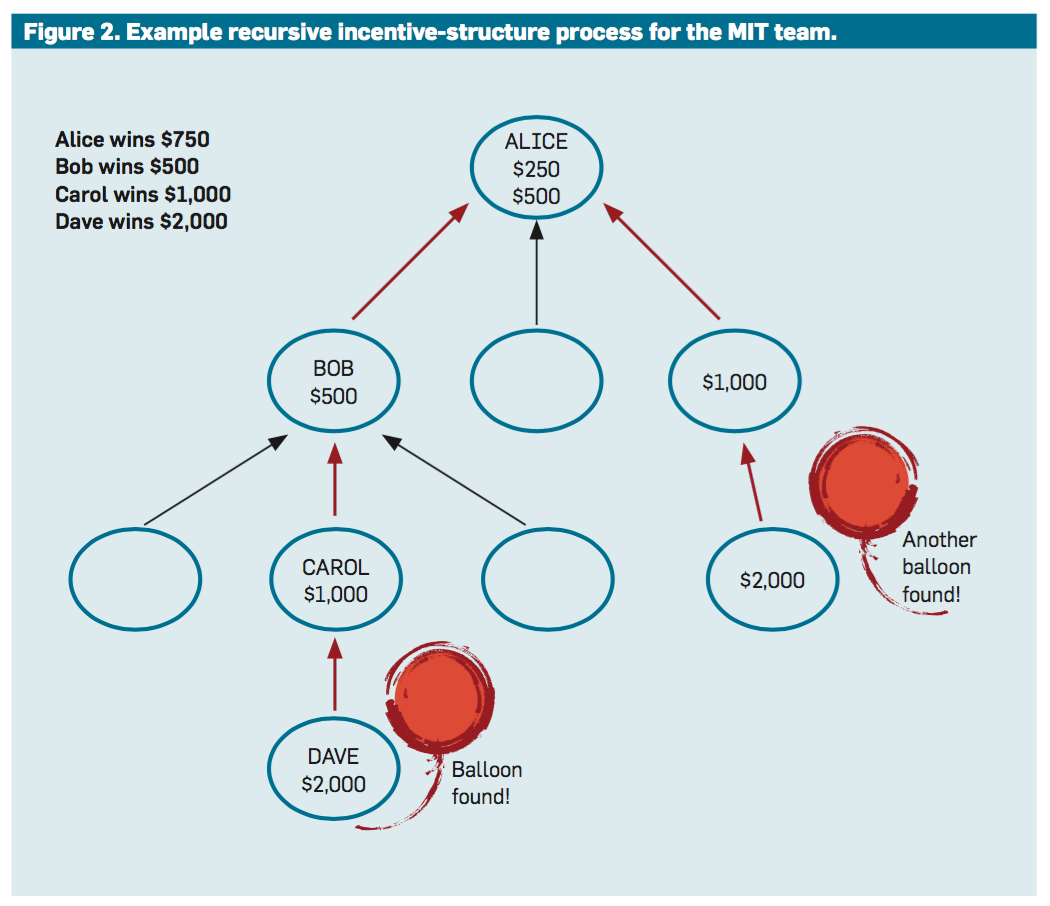 Figure 2. Example recursive incentive-structure process for the MIT team.
Alice wins $750
Bob wins $500
Carol wins $1,000
Dave wins $2,000
ALICE
$250
$500
BOB
$500
$1,000
CAROL
$1,000
$2,000
Another
balloon
found!
DAVE
$2,000
Balloon
found!